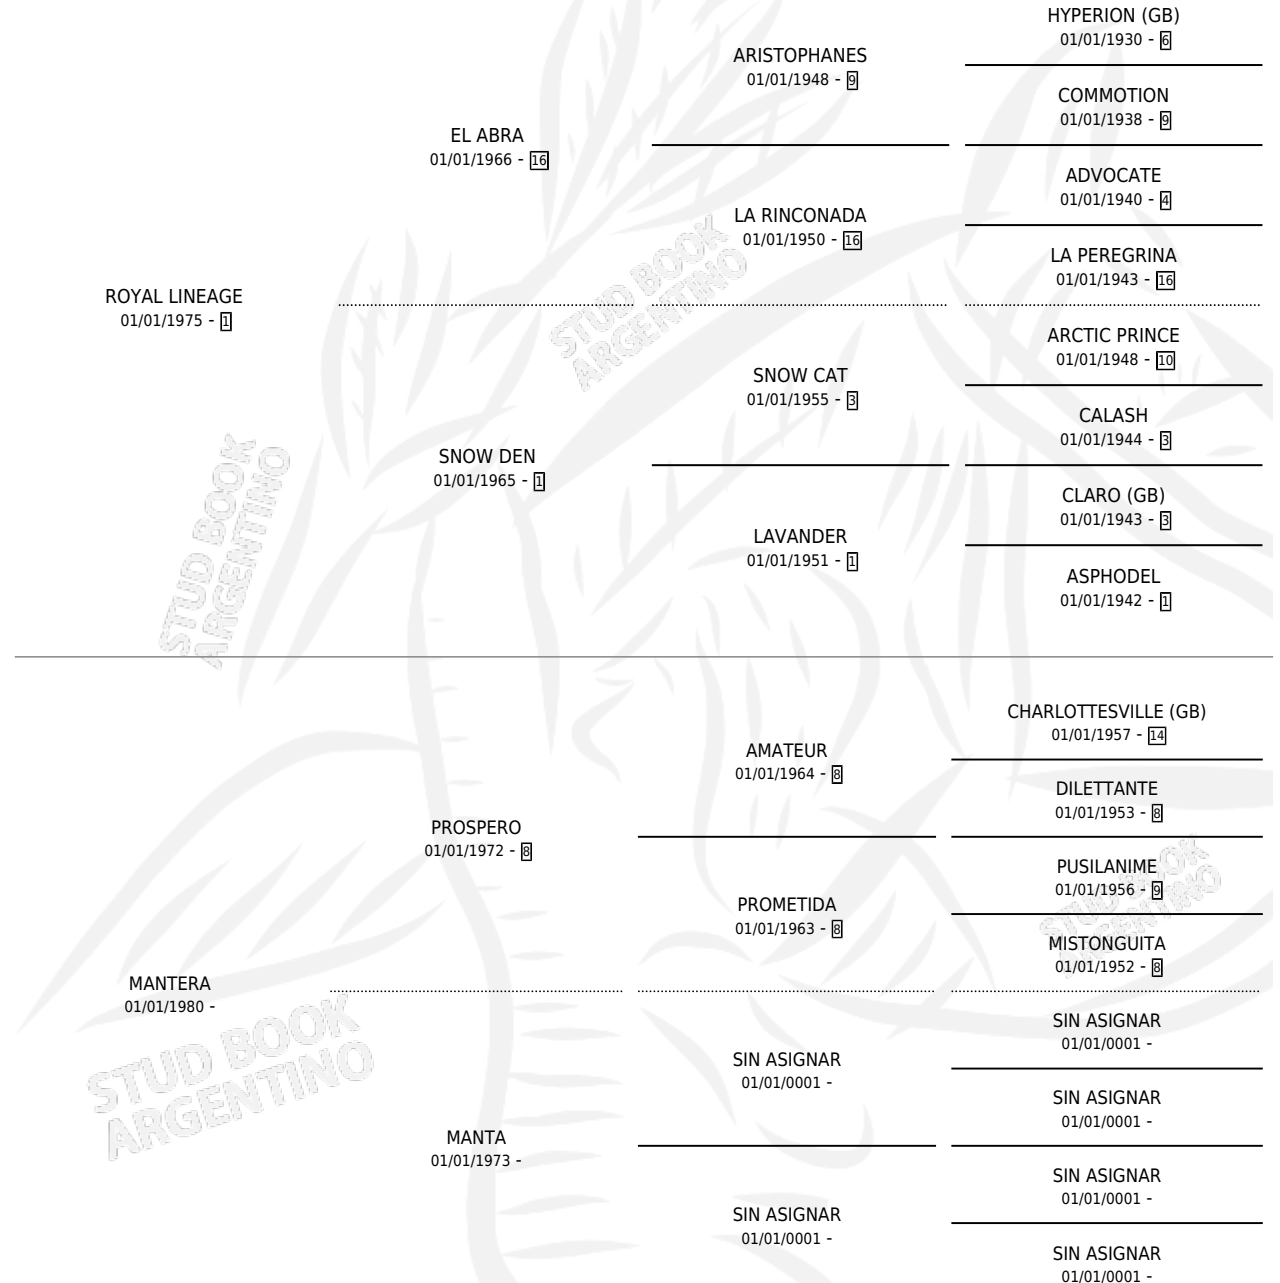 HYPERION (GB)
01/01/1930 - 6
ARISTOPHANES
01/01/1948 - 9
COMMOTION
01/01/1938 - 9
EL ABRA
01/01/1966 - 16
ADVOCATE
01/01/1940 - 4
LA RINCONADA
01/01/1950 - 16
LA PEREGRINA
01/01/1943 - 16
ROYAL LINEAGE
01/01/1975 - 1
STUD BOOK
ARGENTINO
ARCTIC PRINCE
01/01/1948 - 10
SNOW CAT
01/01/1955 - 3
CALASH
01/01/1944 - 3
SNOW DEN
01/01/1965 - 1
STUD BOOK
ARGENTINO
CLARO (GB)
01/01/1943 - 3
LAVANDER
01/01/1951 - 1
ASPHODEL
01/01/1942 - 1
CHARLOTTESVILLE (GB)
01/01/1957 - 14
AMATEUR
01/01/1964 - 8
DILETTANTE
01/01/1953 - 8
PROSPERO
01/01/1972 - 8
PUSILANIME
01/01/1956 - 9
STUD BOOK
ARGENTINO
PROMETIDA
01/01/1963 - 8
MISTONGUITA
01/01/1952 - 8
MANTERA
01/01/1980 -
STUD BOOK
ARGENTINO
SIN ASIGNAR
01/01/0001 -
SIN ASIGNAR
01/01/0001 -
SIN ASIGNAR
01/01/0001 -
MANTA
01/01/1973 -
SIN ASIGNAR
01/01/0001 -
SIN ASIGNAR
01/01/0001 -
SIN ASIGNAR
01/01/0001 -